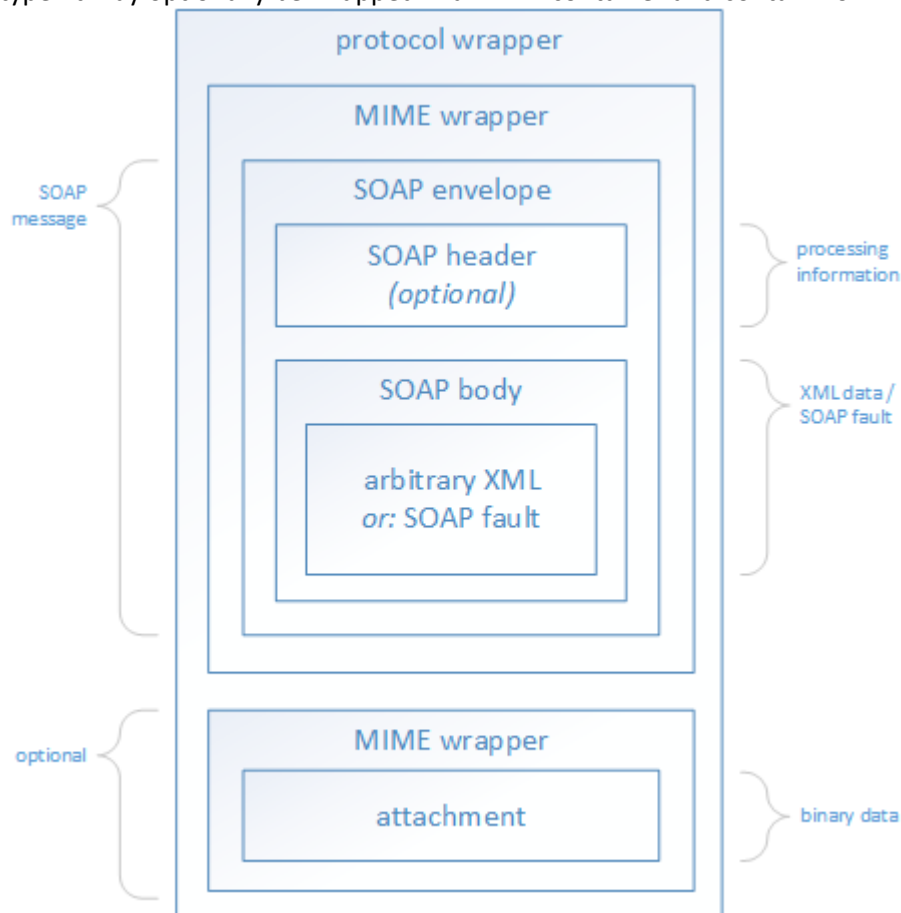 protocol wrapper
MIME wrapper
SOAP envelope
SOAP
message
SOAP header
(optional)
processing
information
SOAP body
XML data /
SOAP fault
arbitrary XML
or: SOAP fault
MIME wrapper
optional
attachment
binary data